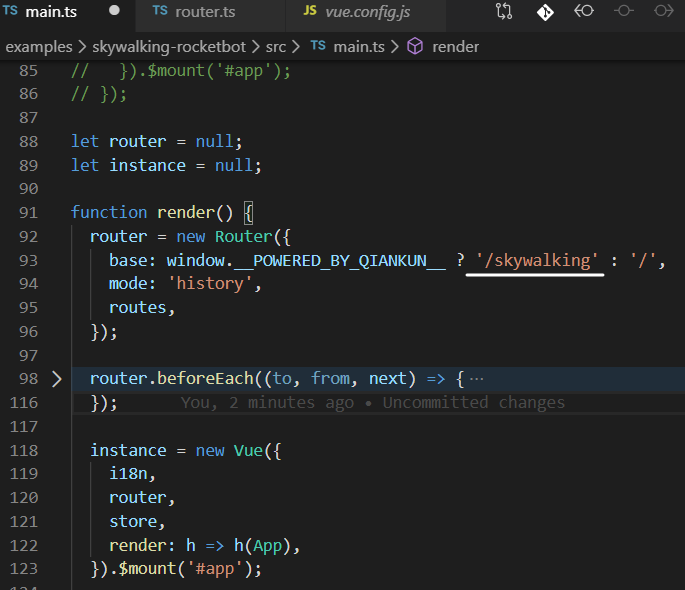 TS main.ts ● TS router.ts JS vue.config.js
examples > skywalking-rocketbot > src > TS main.ts > render
85 //   }).$mount('#app');
86 // });
87
88 let router = null;
89 let instance = null;
90
91 function render() {
92   router = new Router({
93     base: window.__POWERED_BY_QIANKUN__ ? '/skywalking' : '/',
94     mode: 'history',
95     routes,
96   });
97
98 > router.beforeEach((to, from, next) => { ···
116   });      You, 2 minutes ago • Uncommitted changes
117
118   instance = new Vue({
119     i18n,
120     router,
121     store,
122     render: h => h(App),
123   }).$mount('#app');